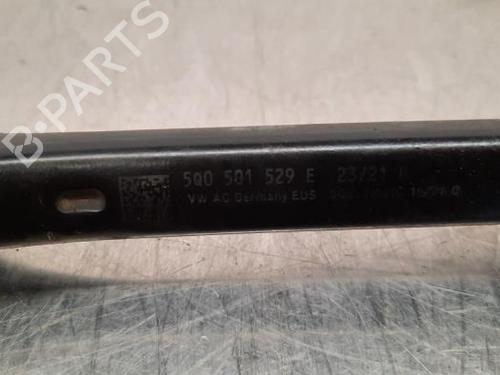 B-PARTS
5Q0 501 529 E 23/21
VW AG Germany EUS